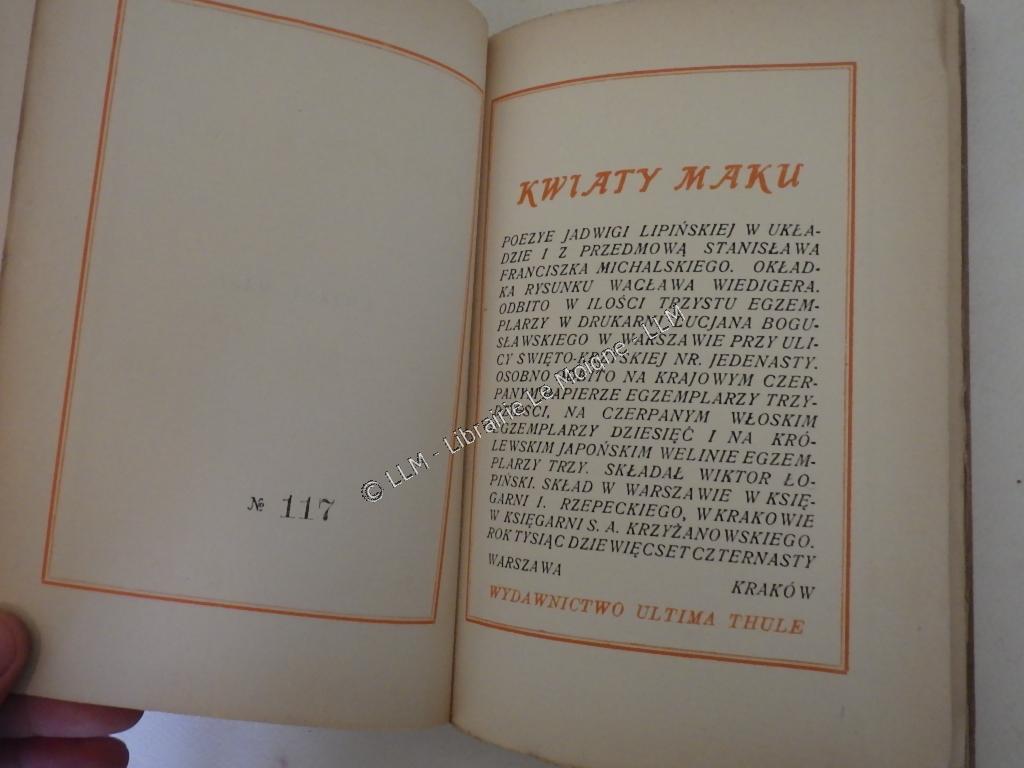 № 117
KWIATY MAKU
POEZYE JADWIGI LIPIŃSKIEJ W UKŁA-
DZIE I Z PRZEDMOWĄ STANISŁAWA
FRANCISZKA MICHALSKIEGO. OKŁAD-
KA RYSUNKU WACŁAWA WIEDIGERA.
ODBITO W ILOŚCI TRZYSTU EGZEM-
PLARZY W DRUKARNI LUCJANA BOGU-
SŁAWSKIEGO W WARSZAWIE PRZY ULI-
CY ŚWIĘTO-KRZYSKIEJ NR. JEDENASTY.
OSOBNO ODBITO NA KRAJOWYM CZER-
PANYM PAPIERZE EGZEMPLARZY TRZY-
DZIEŚCI, NA CZERPANYM WŁOSKIM
EGZEMPLARZY DZIESIĘĆ I NA KRÓ-
LEWSKIM JAPOŃSKIM WELINIE EGZEM-
PLARZY TRZY. SKŁADAŁ WIKTOR ŁO-
PIŃSKI. SKŁAD W WARSZAWIE W KSIĘ-
GARNI I. RZEPECKIEGO, W KRAKOWIE
W KSIĘGARNI S. A. KRZYŻANOWSKIEGO.
ROK TYSIĄC DZIEWIĘCSET CZTERNASTY
WARSZAWA KRAKÓW
WYDAWNICTWO ULTIMA THULE
© LLM - Librairie Le Molène - LLM